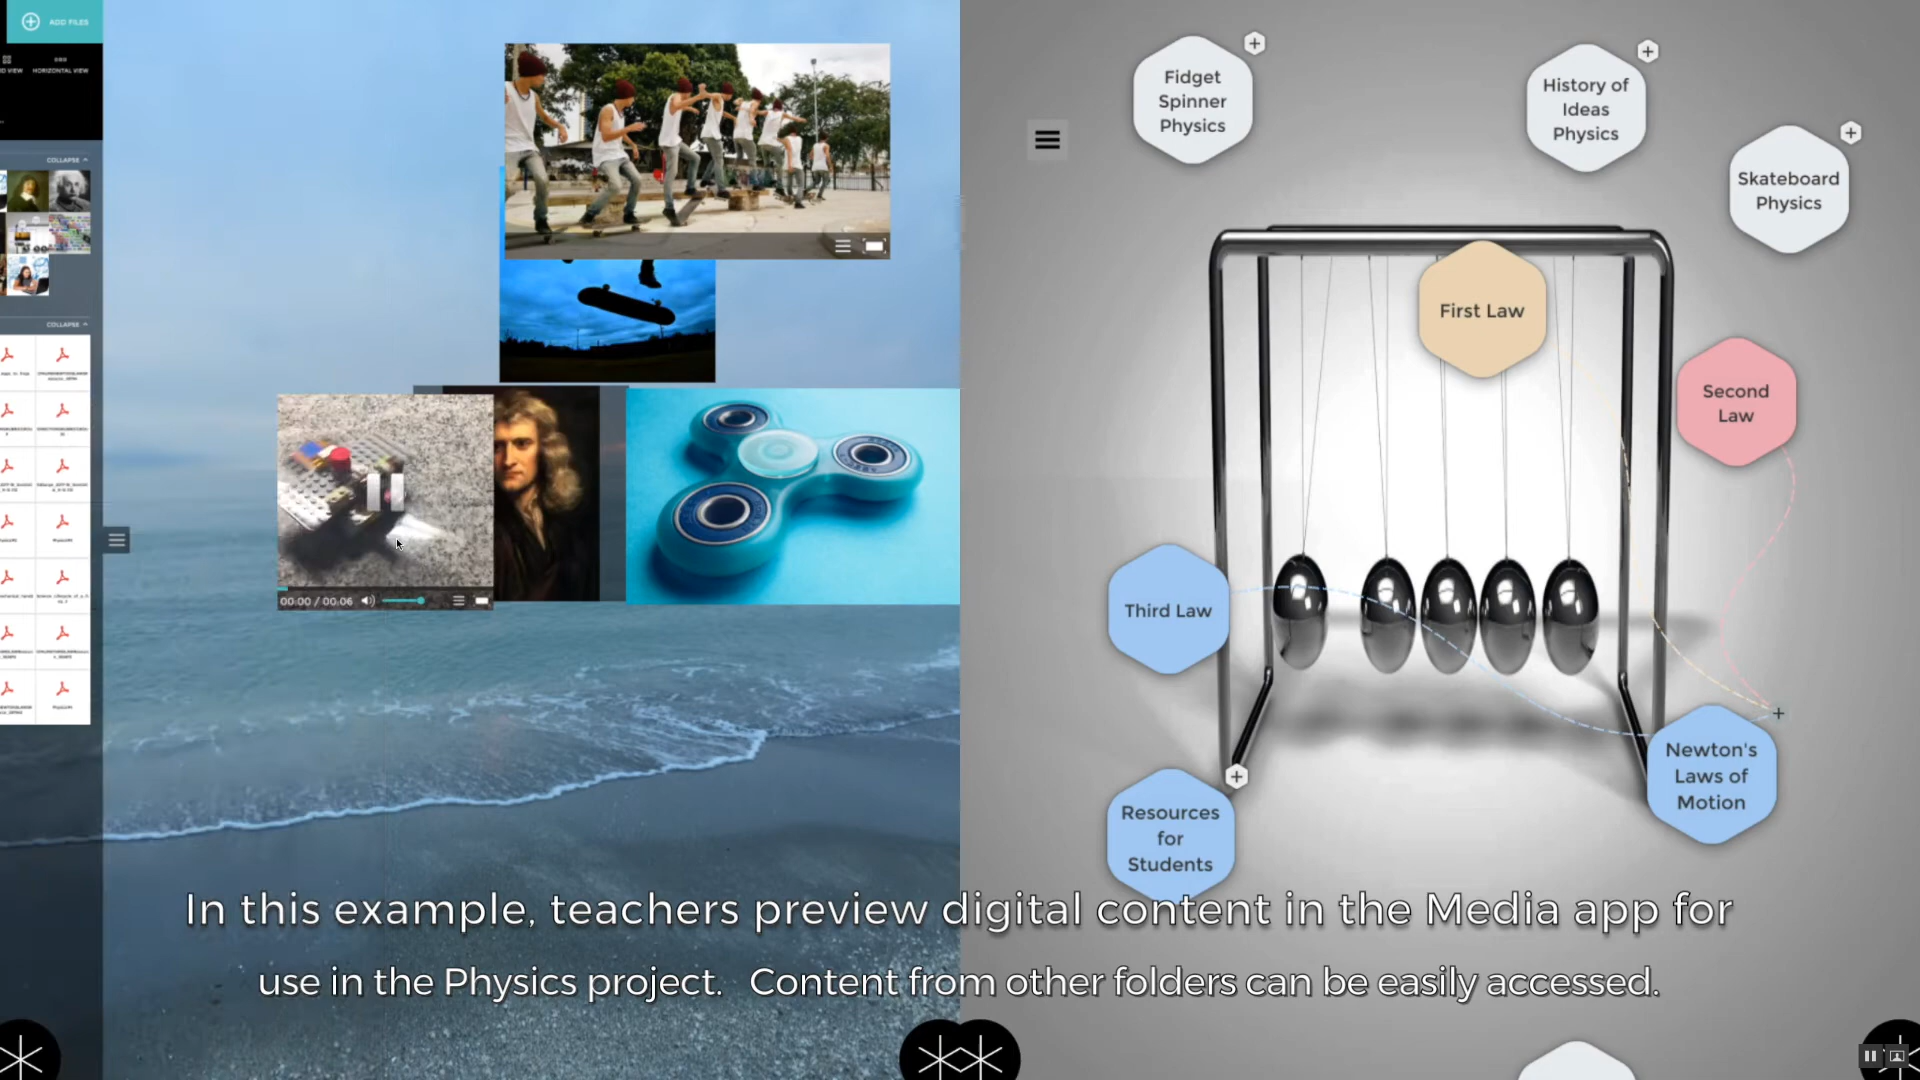 ADD FILES
HORIZONTAL VIEW
COLLAPSE
COLLAPSE
00:00 / 00:06
Fidget
Spinner
Physics
History of
Ideas
Physics
Skateboard
Physics
First Law
Second
Law
Third Law
Newton's
Laws of
Motion
Resources
for
Students
In this example, teachers preview digital content in the Media app for
use in the Physics project. Content from other folders can be easily accessed.